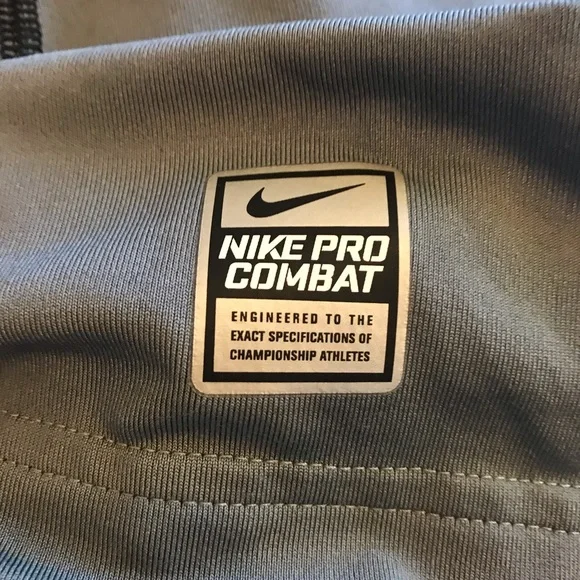 NIKE PRO
COMBAT
ENGINEERED TO THE
EXACT SPECIFICATIONS OF
CHAMPIONSHIP ATHLETES